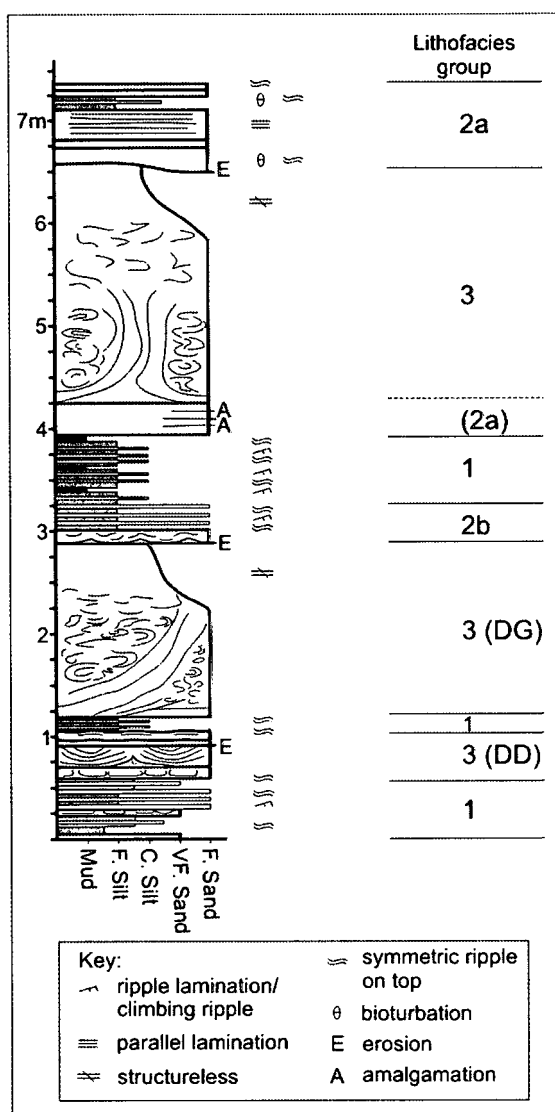 Lithofacies
group
7m
E
2a
6
5
3
A
A
4
(2a)
1
3
E
2b
2
3 (DG)
1
1
E
3 (DD)
1
Mud
F. Silt
C. Silt
VF. Sand
F. Sand
Key:
ripple lamination/
climbing ripple
parallel lamination
structureless
symmetric ripple
on top
θ bioturbation
E erosion
A amalgamation